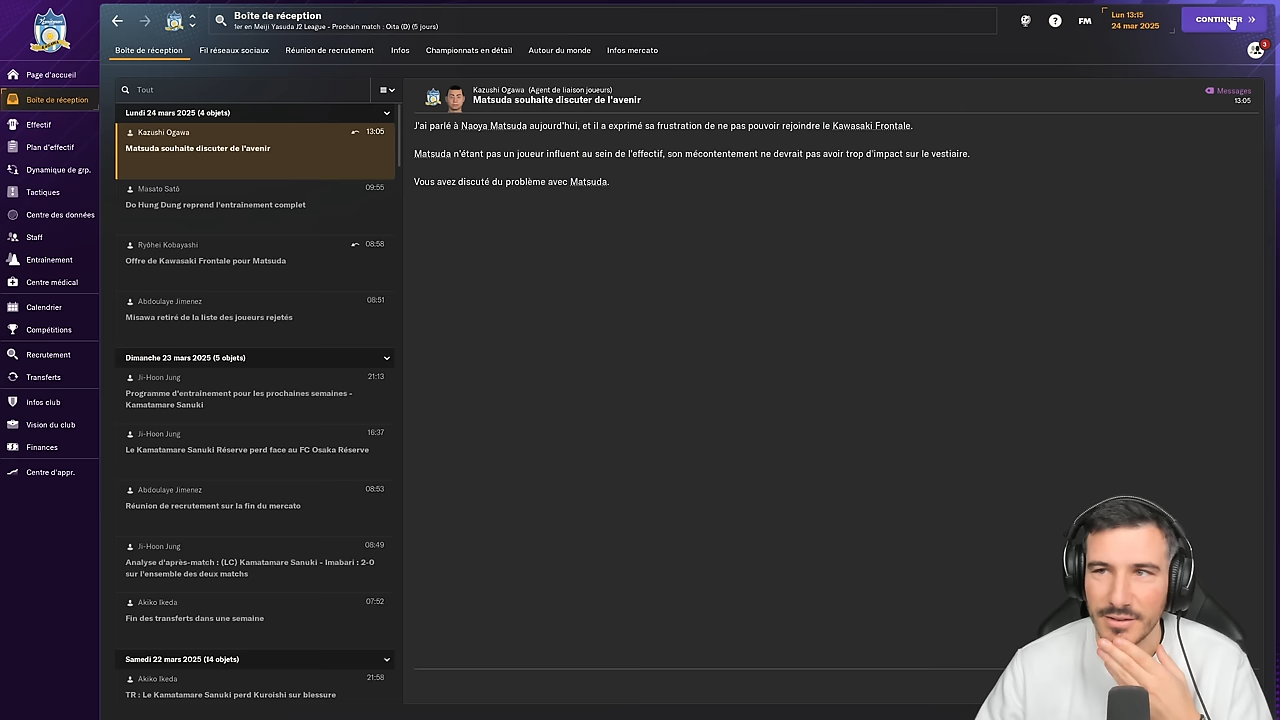 Boîte de réception
1er en Meiji Yasuda J2 League - Prochain match : Oita (D) (5 jours)
FM
Lun 13:15
24 mar 2025
CONTINUER
Boîte de réception
Fil réseaux sociaux
Réunion de recrutement
Infos
Championnats en détail
Autour du monde
Infos mercato
3
Page d'accueil
Boîte de réception
Effectif
Plan d'effectif
Dynamique de grp.
Tactiques
Centre des données
Staff
Entraînement
Centre médical
Calendrier
Compétitions
Recrutement
Transferts
Infos club
Vision du club
Finances
Centre d'appr.
Tout
Lundi 24 mars 2025 (4 objets)
Kazushi Ogawa 13:05
Matsuda souhaite discuter de l'avenir
Masato Satô 09:55
Do Hung Dung reprend l'entraînement complet
Ryôhei Kobayashi 08:58
Offre de Kawasaki Frontale pour Matsuda
Abdoulaye Jimenez 08:51
Misawa retiré de la liste des joueurs rejetés
Dimanche 23 mars 2025 (5 objets)
Ji-Hoon Jung 21:13
Programme d'entraînement pour les prochaines semaines -
Kamatamare Sanuki
Ji-Hoon Jung 16:37
Le Kamatamare Sanuki Réserve perd face au FC Osaka Réserve
Abdoulaye Jimenez 08:53
Réunion de recrutement sur la fin du mercato
Ji-Hoon Jung 08:49
Analyse d'après-match : (LC) Kamatamare Sanuki - Imabari : 2-0
sur l'ensemble des deux matchs
Akiko Ikeda 07:52
Fin des transferts dans une semaine
Samedi 22 mars 2025 (14 objets)
Akiko Ikeda 21:58
TR : Le Kamatamare Sanuki perd Kuroishi sur blessure
Kazushi Ogawa (Agent de liaison joueurs)
Matsuda souhaite discuter de l'avenir
Messages
13:05
J'ai parlé à Naoya Matsuda aujourd'hui, et il a exprimé sa frustration de ne pas pouvoir rejoindre le Kawasaki Frontale.
Matsuda n'étant pas un joueur influent au sein de l'effectif, son mécontentement ne devrait pas avoir trop d'impact sur le vestiaire.
Vous avez discuté du problème avec Matsuda.